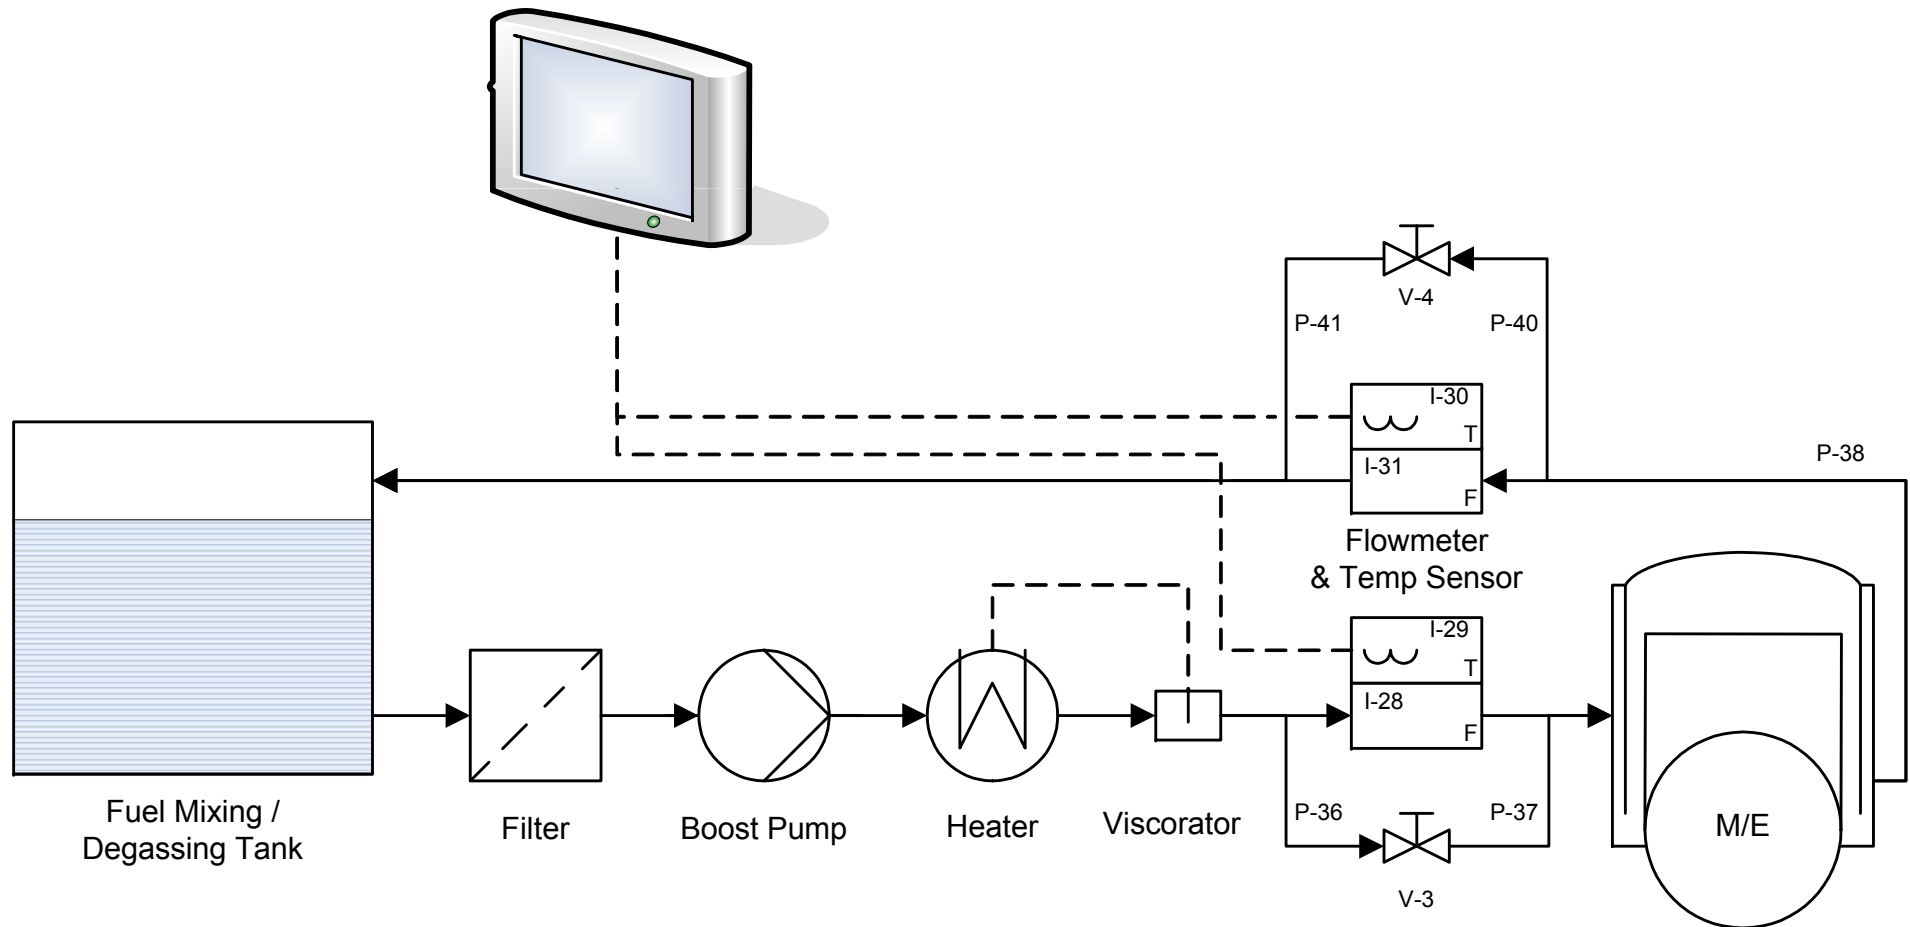 V-4
P-41
P-40
I-30
T
I-31
F
P-38
Flowmeter
& Temp Sensor
I-29
T
I-28
F
Fuel Mixing /
Degassing Tank
Filter
Boost Pump
Heater
Viscorator
P-36
P-37
V-3
M/E